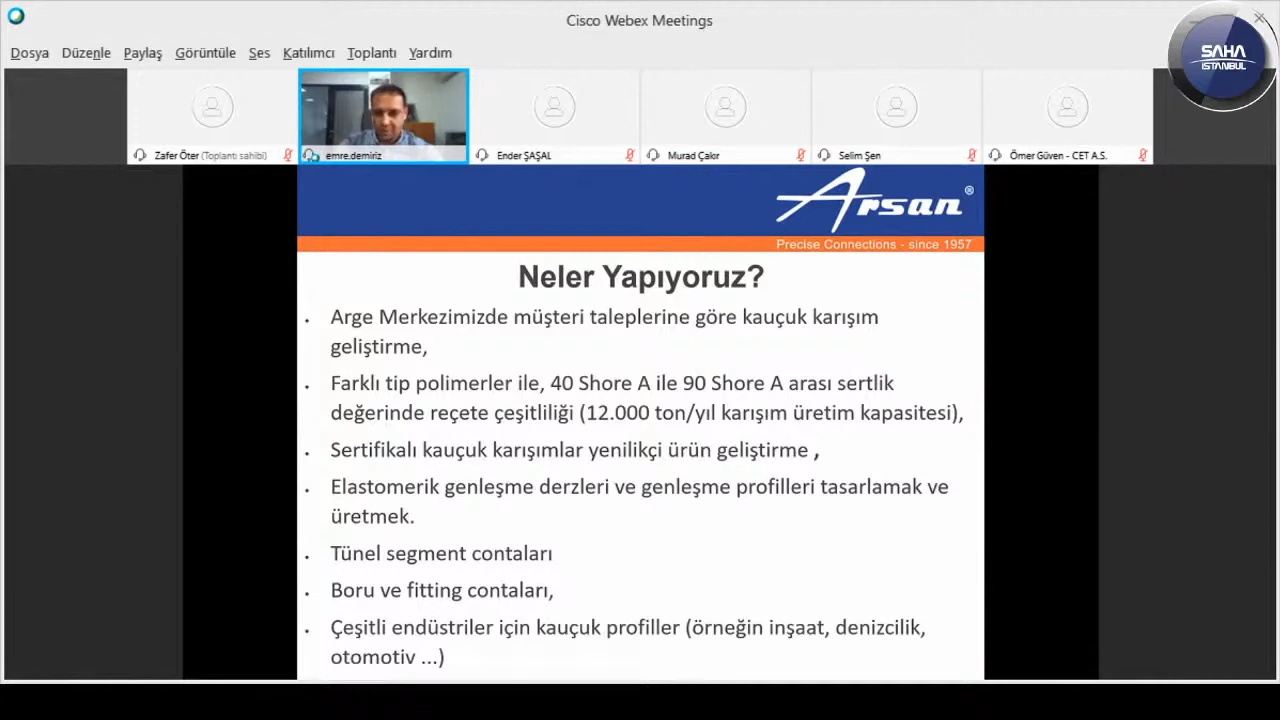 Cisco Webex Meetings
SAHA
İSTANBUL
Dosya Düzenle Paylaş Görüntüle Ses Katılımcı Toplantı Yardım
Zafer Öter (Toplantı sahibi)
emre.demiriz
Ender ŞAŞAL
Murad Çakır
Selim Şen
Ömer Güven - CET A.S.
Arsan®
Precise Connections - since 1957
Neler Yapıyoruz?
• Arge Merkezimizde müşteri taleplerine göre kauçuk karışım
geliştirme,
• Farklı tip polimerler ile, 40 Shore A ile 90 Shore A arası sertlik
değerinde reçete çeşitliliği (12.000 ton/yıl karışım üretim kapasitesi),
• Sertifikalı kauçuk karışımlar yenilikçi ürün geliştirme ,
• Elastomerik genleşme derzleri ve genleşme profilleri tasarlamak ve
üretmek.
• Tünel segment contaları
• Boru ve fitting contaları,
• Çeşitli endüstriler için kauçuk profiller (örneğin inşaat, denizcilik,
otomotiv ...)